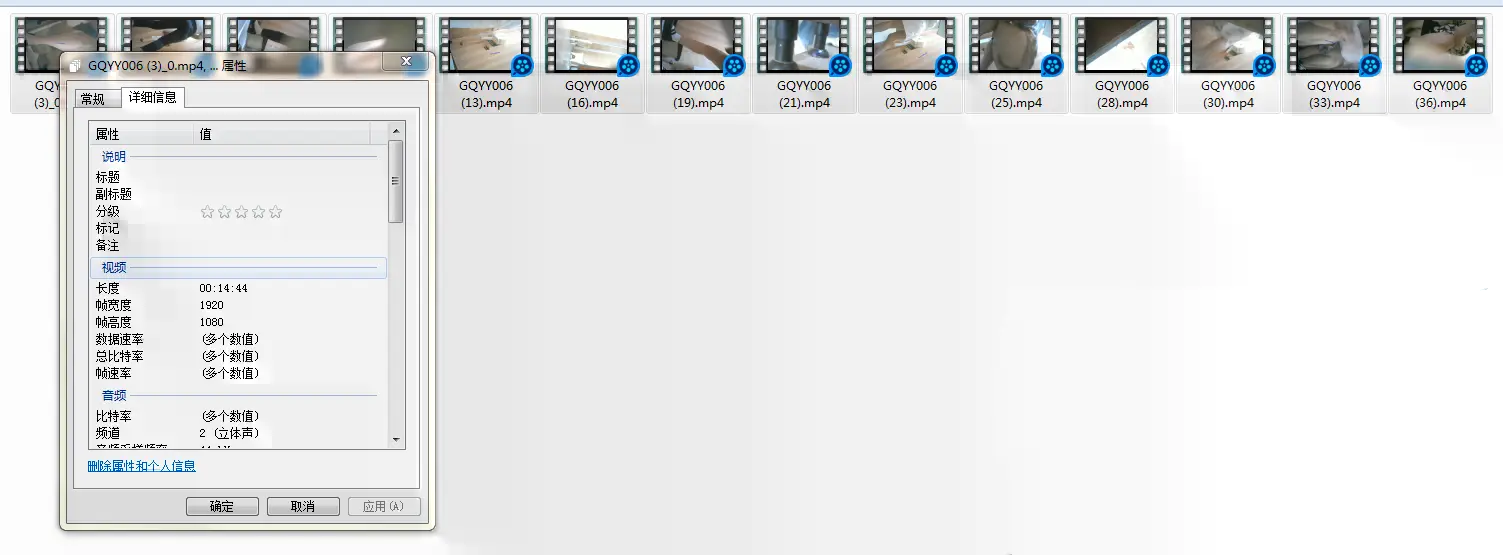 GQYY006 (3)_0.mp4, ... 属性
常规
详细信息
属性 值
说明
标题
副标题
分级
标记
备注
视频
长度 00:14:44
帧宽度 1920
帧高度 1080
数据速率 (多个数值)
总比特率 (多个数值)
帧速率 (多个数值)
音频
比特率 (多个数值)
频道 2 (立体声)
删除属性和个人信息
确定
取消
应用(A)
GQYY006
(13).mp4
GQYY006
(16).mp4
GQYY006
(19).mp4
GQYY006
(21).mp4
GQYY006
(23).mp4
GQYY006
(25).mp4
GQYY006
(28).mp4
GQYY006
(30).mp4
GQYY006
(33).mp4
GQYY006
(36).mp4